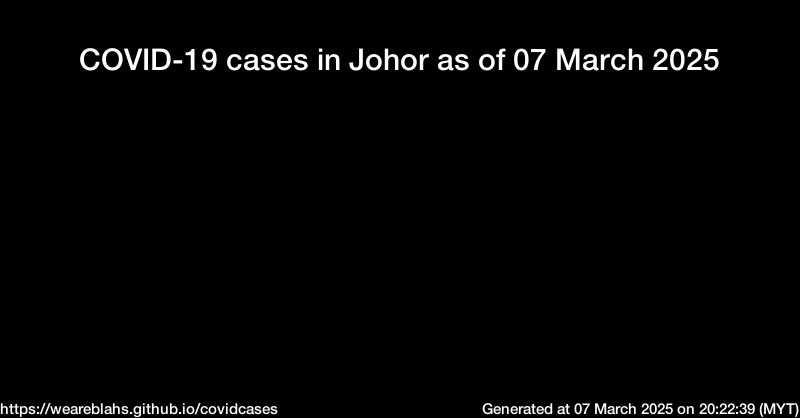 COVID-19 cases in Johor as of 07 March 2025
https://weareblahs.github.io/covidcases
Generated at 07 March 2025 on 20:22:39 (MYT)